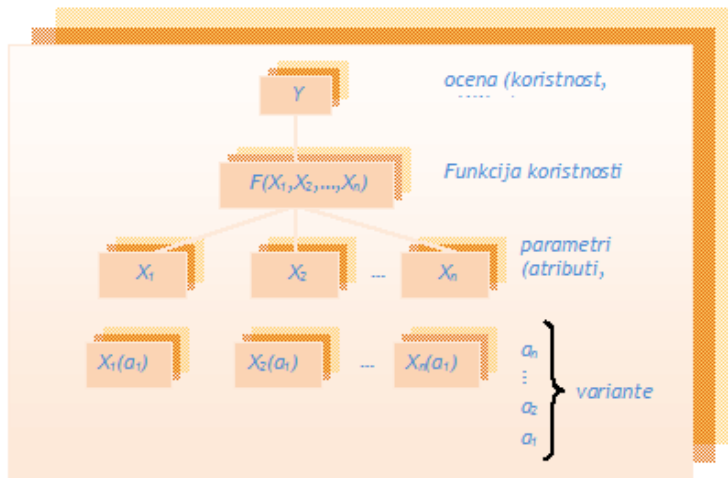 Y
ocena (koristnost,
F(X₁,X₂,...,Xₙ)
Funkcija koristnosti
X₁ X₂ ... Xₙ
parametri
(atributi,
X₁(a₁) X₂(a₁) ... Xₙ(a₁)
aₙ
⋮
variante
a₂
a₁